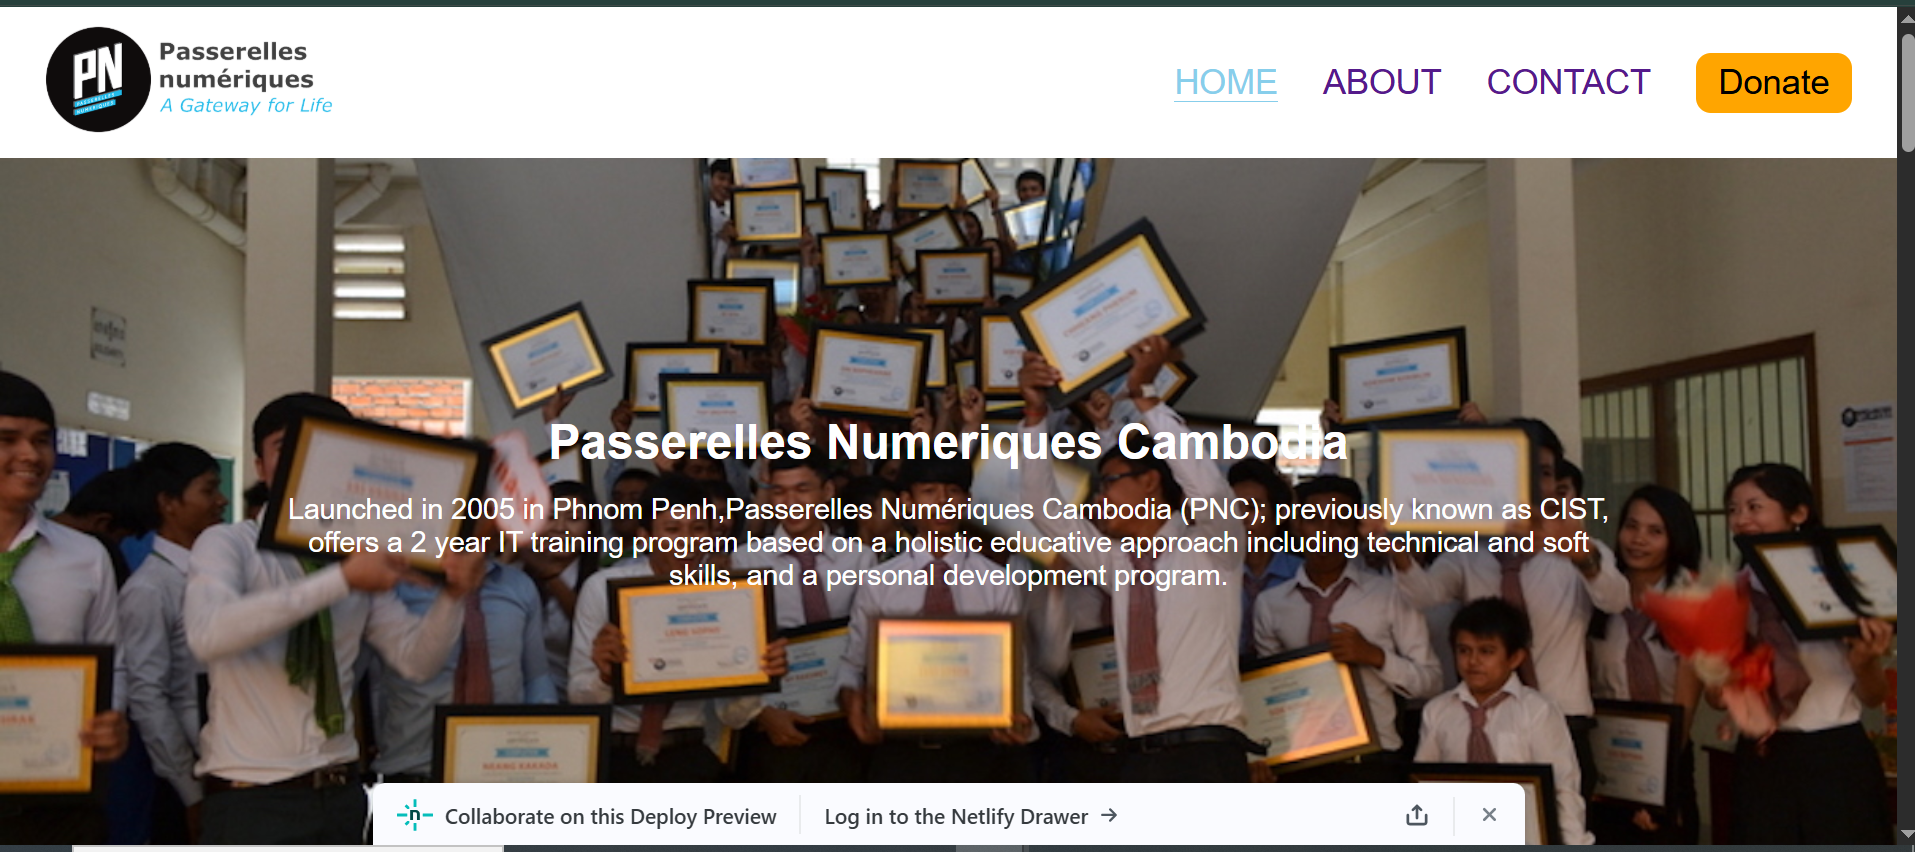 PN
PASSERELLES
NUMERIQUES
Passerelles
numériques
A Gateway for Life
HOME
ABOUT
CONTACT
Donate
Passerelles Numeriques Cambodia
Launched in 2005 in Phnom Penh,Passerelles Numériques Cambodia (PNC); previously known as CIST,
offers a 2 year IT training program based on a holistic educative approach including technical and soft
skills, and a personal development program.
Collaborate on this Deploy Preview
Log in to the Netlify Drawer →